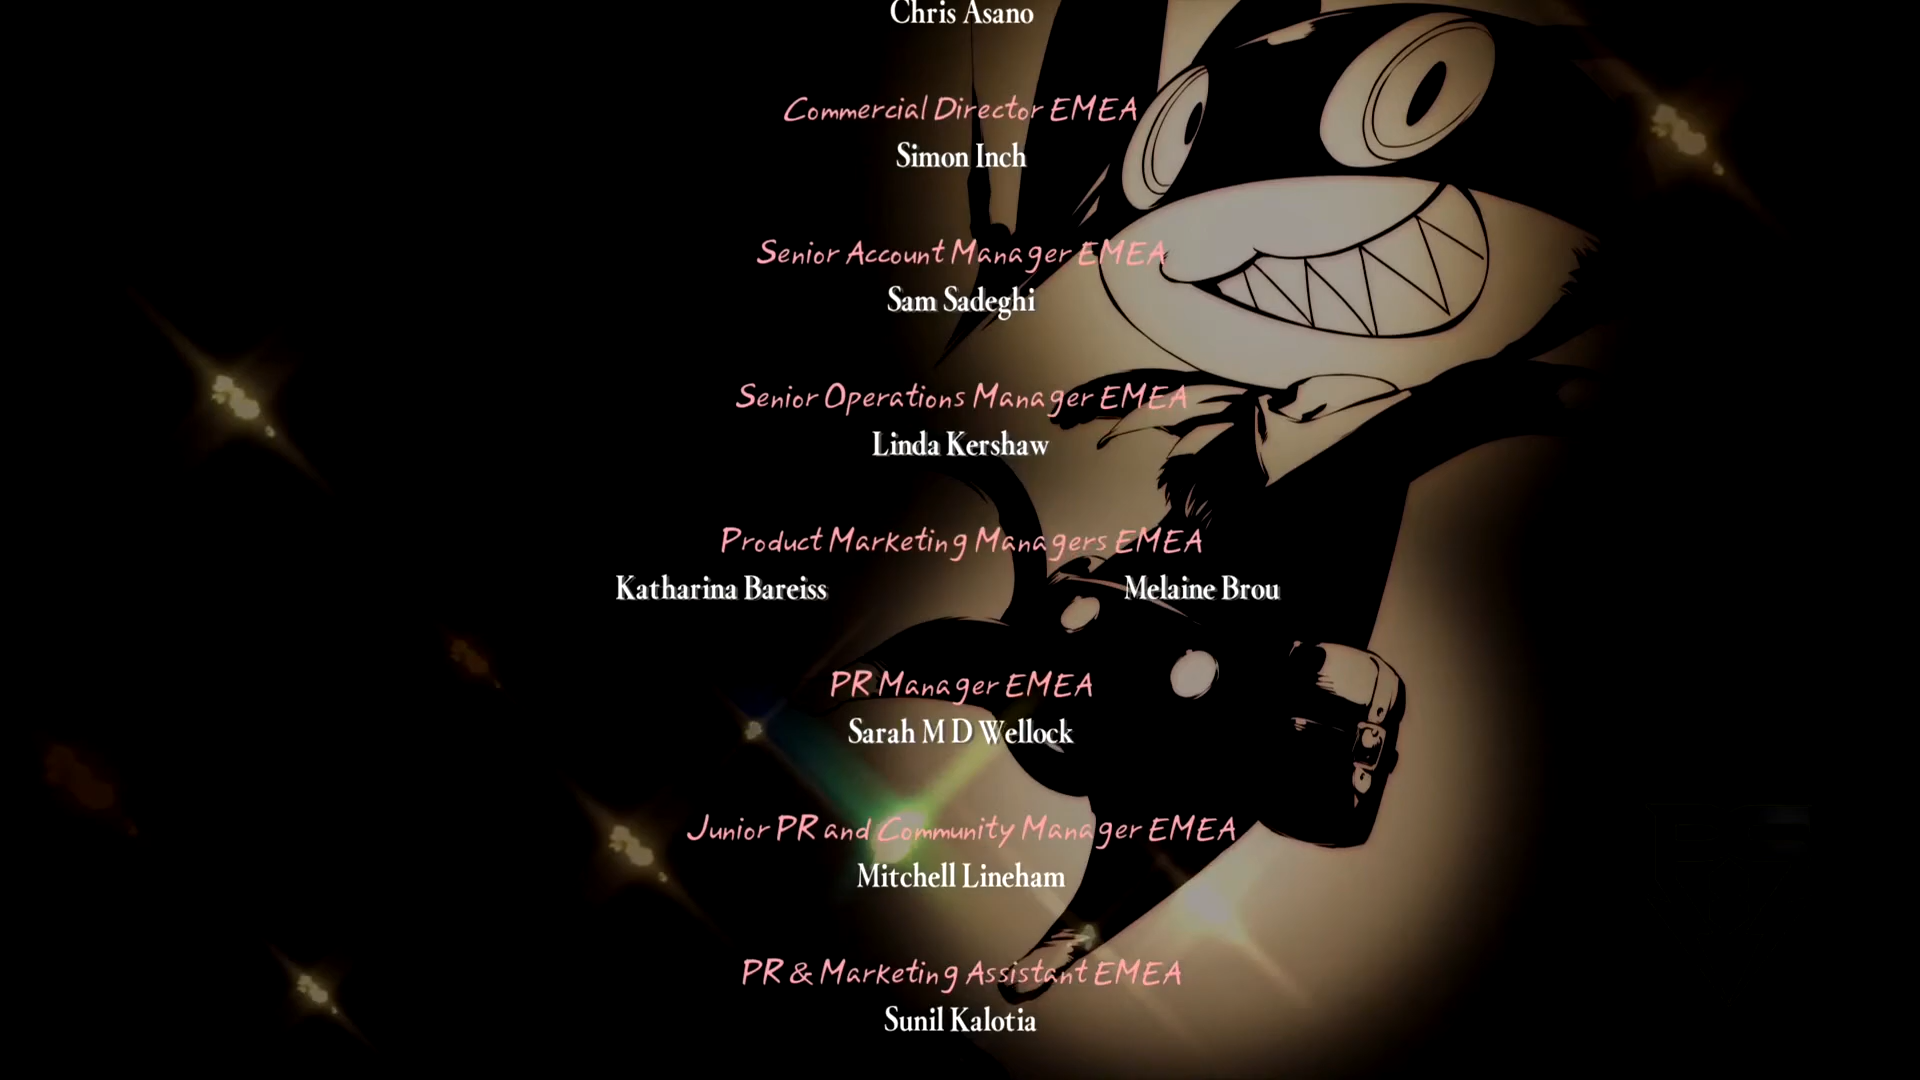 Chris Asano
Commercial Director EMEA
Simon Inch
Senior Account Manager EMEA
Sam Sadeghi
Senior Operations Manager EMEA
Linda Kershaw
Product Marketing Managers EMEA
Katharina Bareiss Melaine Brou
PR Manager EMEA
Sarah M D Wellock
Junior PR and Community Manager EMEA
Mitchell Lineham
PR & Marketing Assistant EMEA
Sunil Kalotia